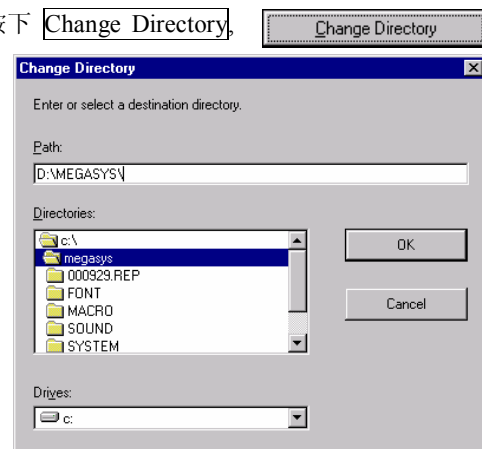 下 Change Directory, Change Directory
Change Directory
Enter or select a destination directory.
Path:
D:\MEGASYS\
Directories:
c:\
OK
megasys
000929.REP
FONT
Cancel
MACRO
SOUND
SYSTEM
Drives:
c: